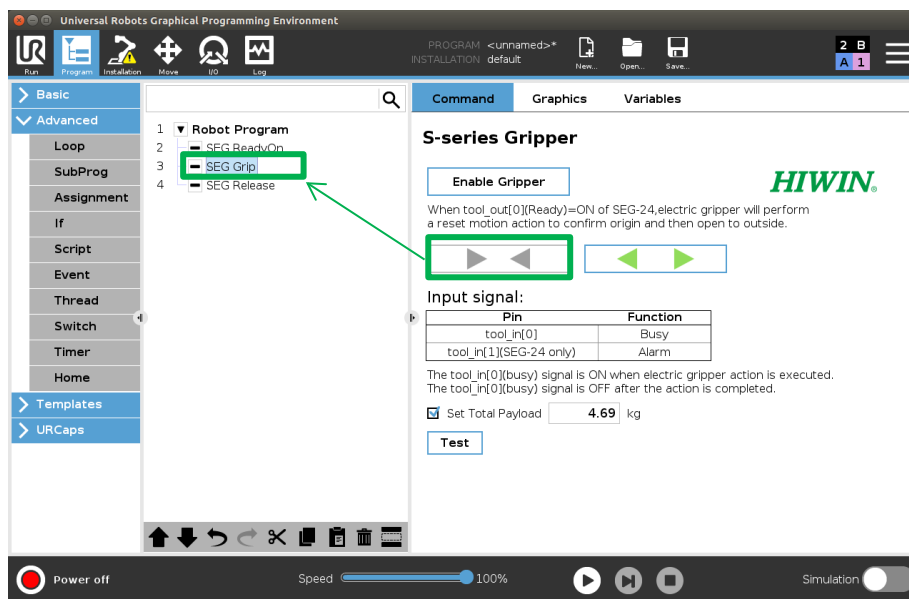 Universal Robots Graphical Programming Environment
UR
Run
Program
Installation
Move
I/O
Log
PROGRAM <unnamed>*
INSTALLATION default
New...
Open...
Save...
2 B
A 1
Basic
Advanced
Loop
SubProg
Assignment
If
Script
Event
Thread
Switch
Timer
Home
Templates
URCaps
1 Robot Program
2 SEG ReadyOn
3 SEG Grip
4 SEG Release
Command Graphics Variables
S-series Gripper
Enable Gripper
HIWIN®
When tool_out[0](Ready)=ON of SEG-24,electric gripper will perform
a reset motion action to confirm origin and then open to outside.
Input signal:
Pin Function
tool_in[0] Busy
tool_in[1](SEG-24 only) Alarm
The tool_in[0](busy) signal is ON when electric gripper action is executed.
The tool_in[0](busy) signal is OFF after the action is completed.
Set Total Payload 4.69 kg
Test
Power off
Speed 100%
Simulation